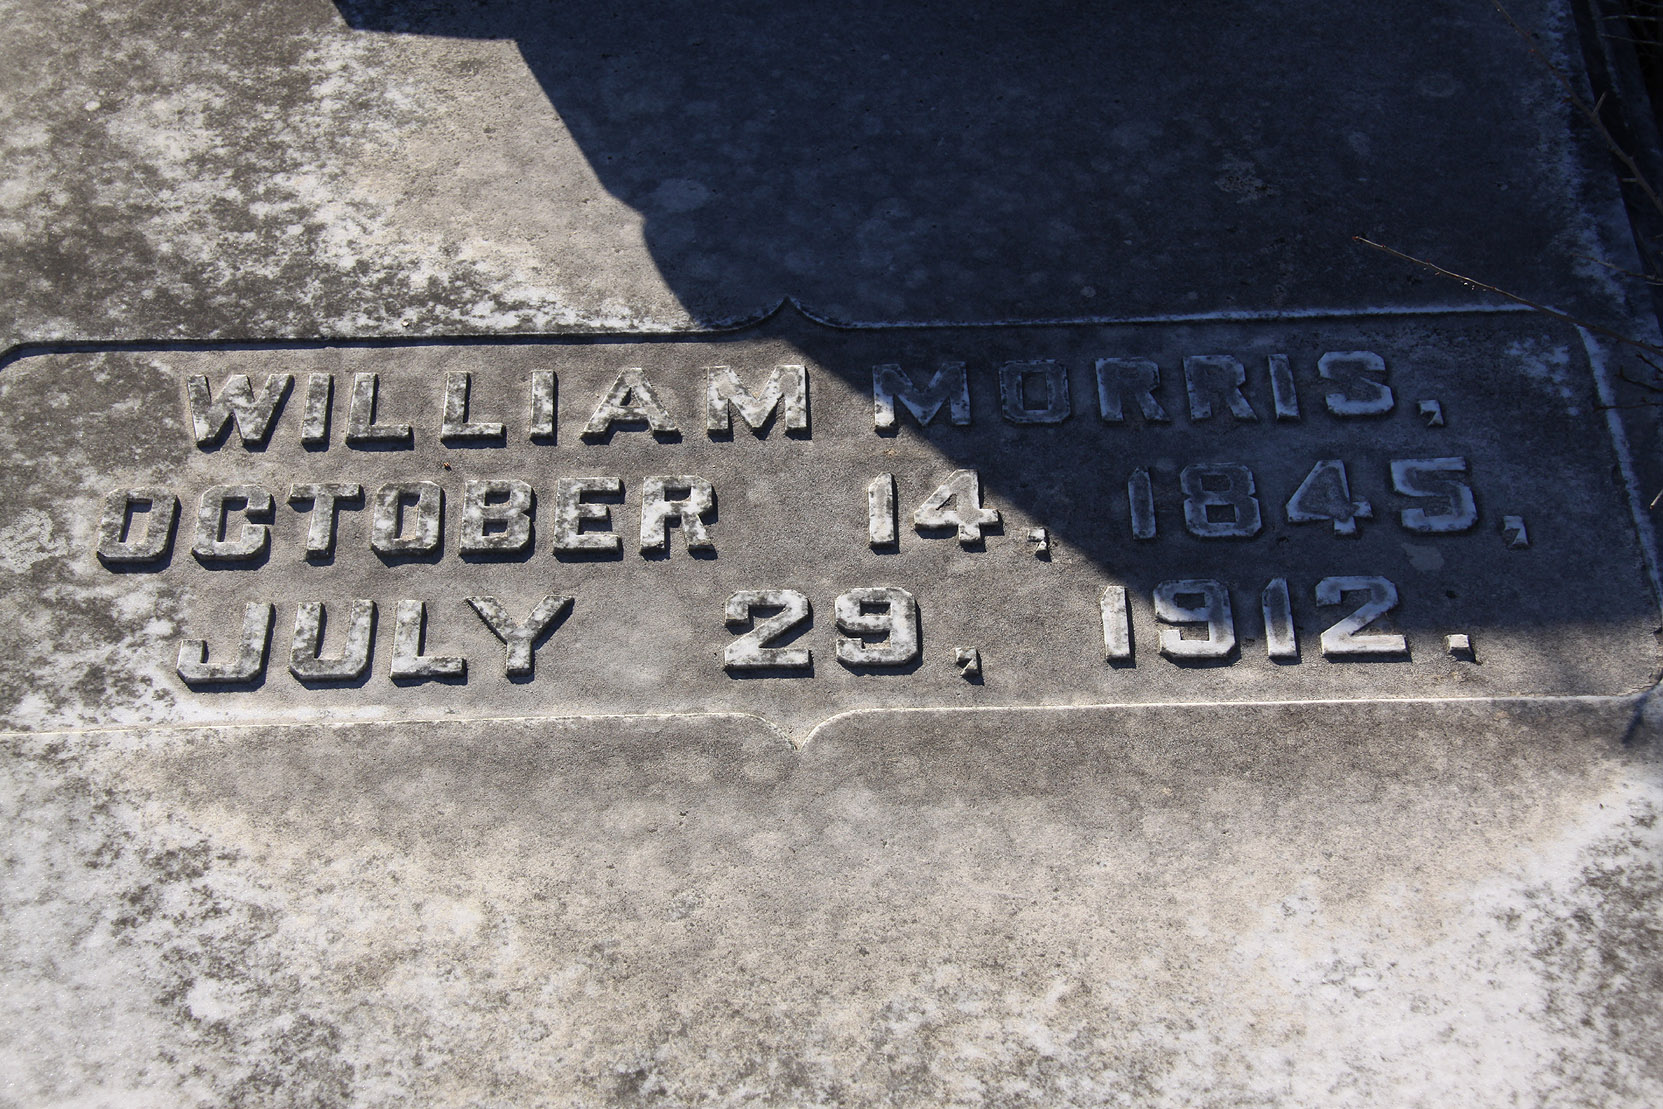 WILLIAM MORRIS,
OCTOBER 14, 1845,
JULY 29, 1912.